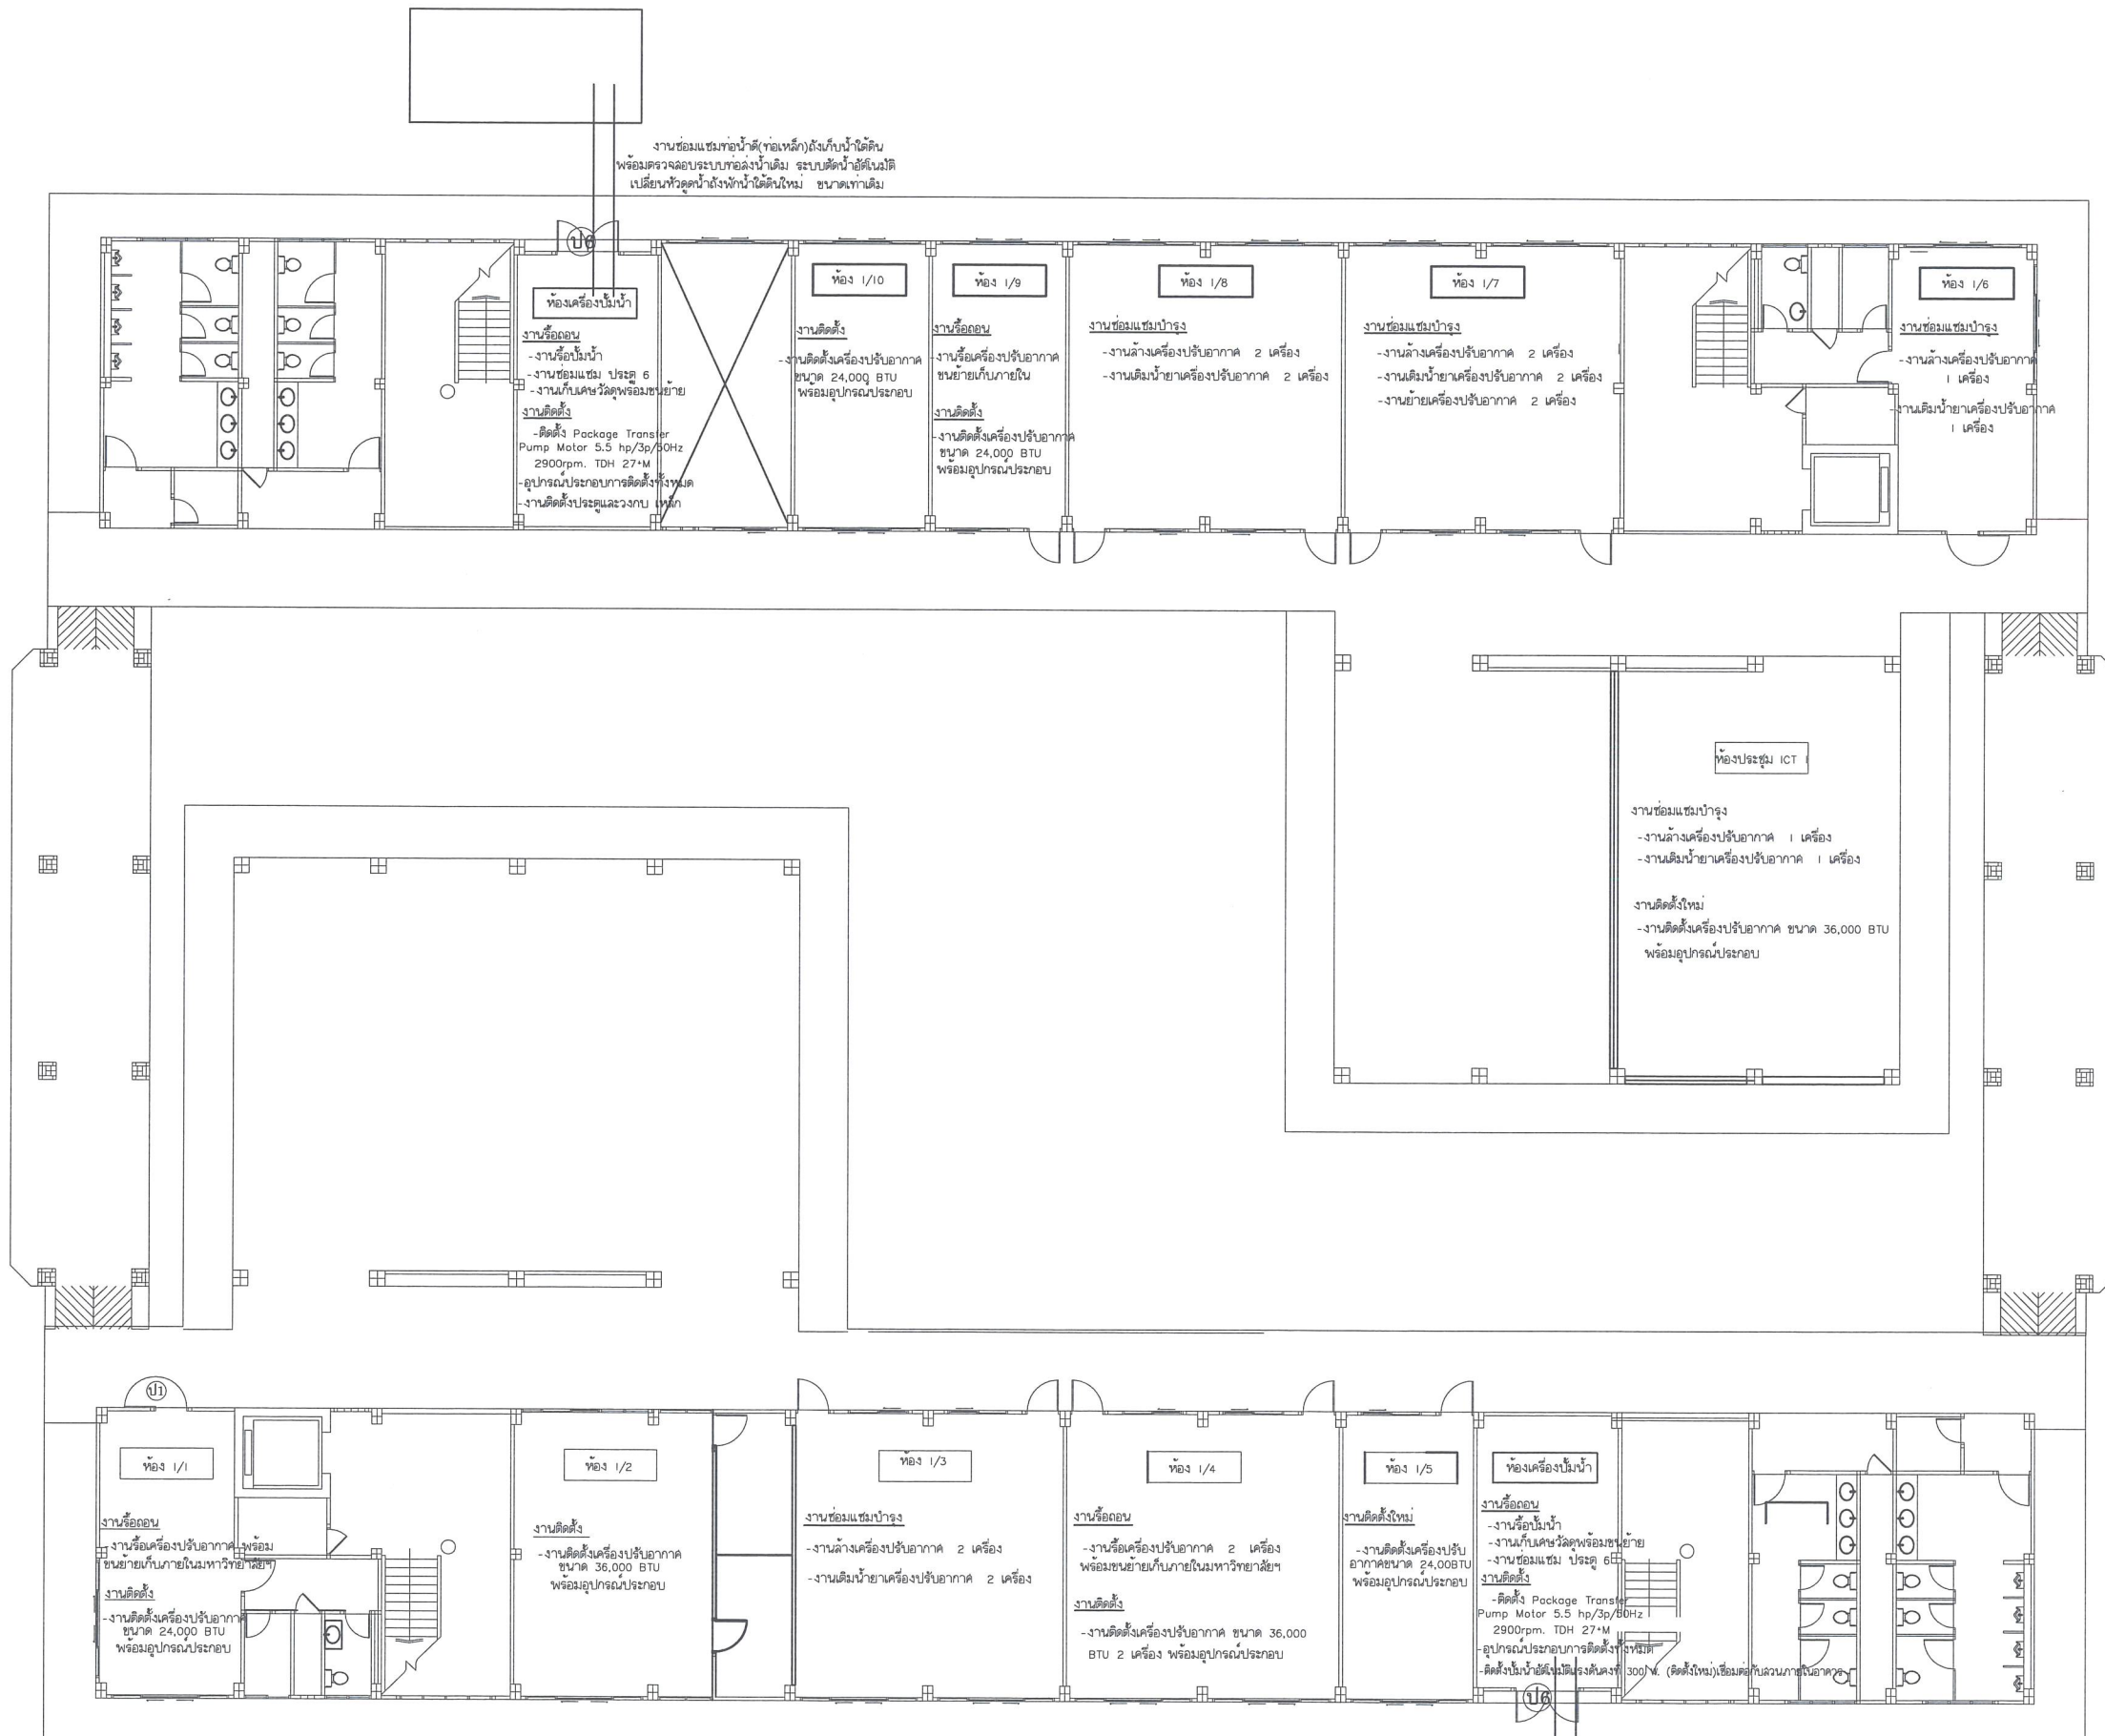 งานซ่อมแซมท่อน้ำดี(ท่อเหล็ก)ถังเก็บน้ำใต้ดิน
พร้อมตรวจสอบระบบท่อส่งน้ำเดิม ระบบตัดน้ำอัตโนมัติ
เปลี่ยนหัวดูดน้ำถังพักน้ำใต้ดินใหม่ ขนาดเท่าเดิม
ป6
ห้องเครื่องปั้มน้ำ
งานรื้อถอน
-งานรื้อปั้มน้ำ
-งานซ่อมแซม ประตู 6
-งานเก็บเศษวัสดุพร้อมขนย้าย
งานติดตั้ง
-ติดตั้ง Package Transfer
Pump Motor 5.5 hp/3p/50Hz
2900rpm. TDH 27*M
-อุปกรณ์ประกอบการติดตั้งทั้งหมด
-งานติดตั้งประตูและวงกบ เหล็ก
ห้อง 1/10
งานติดตั้ง
-งานติดตั้งเครื่องปรับอากาศ
ขนาด 24,000 BTU
พร้อมอุปกรณ์ประกอบ
ห้อง 1/9
งานรื้อถอน
-งานรื้อเครื่องปรับอากาศ
ขนย้ายเก็บภายใน
งานติดตั้ง
-งานติดตั้งเครื่องปรับอากาศ
ขนาด 24,000 BTU
พร้อมอุปกรณ์ประกอบ
ห้อง 1/8
งานซ่อมแซมบำรุง
-งานล้างเครื่องปรับอากาศ 2 เครื่อง
-งานเติมน้ำยาเครื่องปรับอากาศ 2 เครื่อง
ห้อง 1/7
งานซ่อมแซมบำรุง
-งานล้างเครื่องปรับอากาศ 2 เครื่อง
-งานเติมน้ำยาเครื่องปรับอากาศ 2 เครื่อง
-งานย้ายเครื่องปรับอากาศ 2 เครื่อง
ห้อง 1/6
งานซ่อมแซมบำรุง
-งานล้างเครื่องปรับอากาศ
1 เครื่อง
-งานเติมน้ำยาเครื่องปรับอากาศ
1 เครื่อง
ห้องประชุม ICT 1
งานซ่อมแซมบำรุง
-งานล้างเครื่องปรับอากาศ 1 เครื่อง
-งานเติมน้ำยาเครื่องปรับอากาศ 1 เครื่อง
งานติดตั้งใหม่
-งานติดตั้งเครื่องปรับอากาศ ขนาด 36,000 BTU
พร้อมอุปกรณ์ประกอบ
ป1
ห้อง 1/1
งานรื้อถอน
-งานรื้อเครื่องปรับอากาศ พร้อม
ขนย้ายเก็บภายในมหาวิทยาลัยฯ
งานติดตั้ง
-งานติดตั้งเครื่องปรับอากาศ
ขนาด 24,000 BTU
พร้อมอุปกรณ์ประกอบ
ห้อง 1/2
งานติดตั้ง
-งานติดตั้งเครื่องปรับอากาศ
ขนาด 36,000 BTU
พร้อมอุปกรณ์ประกอบ
ห้อง 1/3
งานซ่อมแซมบำรุง
-งานล้างเครื่องปรับอากาศ 2 เครื่อง
-งานเติมน้ำยาเครื่องปรับอากาศ 2 เครื่อง
ห้อง 1/4
งานรื้อถอน
-งานรื้อเครื่องปรับอากาศ 2 เครื่อง
พร้อมขนย้ายเก็บภายในมหาวิทยาลัยฯ
งานติดตั้ง
-งานติดตั้งเครื่องปรับอากาศ ขนาด 36,000
BTU 2 เครื่อง พร้อมอุปกรณ์ประกอบ
ห้อง 1/5
งานติดตั้งใหม่
-งานติดตั้งเครื่องปรับ
อากาศขนาด 24,00BTU
พร้อมอุปกรณ์ประกอบ
ห้องเครื่องปั้มน้ำ
งานรื้อถอน
-งานรื้อปั้มน้ำ
-งานเก็บเศษวัสดุพร้อมขนย้าย
-งานซ่อมแซม ประตู 6
งานติดตั้ง
-ติดตั้ง Package Transfer
Pump Motor 5.5 hp/3p/50Hz
2900rpm. TDH 27*M
-อุปกรณ์ประกอบการติดตั้งทั้งหมด
-ติดตั้งปั้มน้ำอัตโนมัติแรงดันคงที่ 300 W. (ติดตั้งใหม่)เชื่อมต่อกับสวนภายในอาคาร
ป6